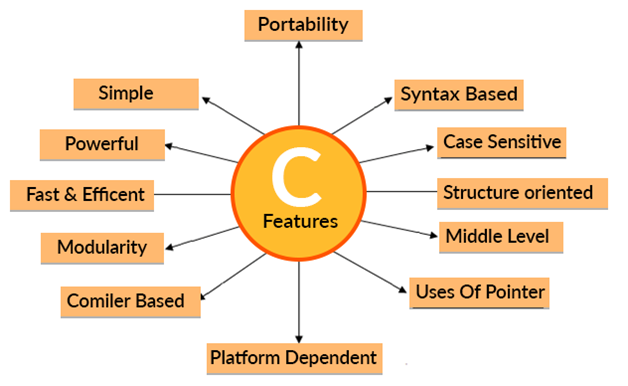 Portability
Simple
Syntax Based
Powerful
Case Sensitive
C
Features
Fast & Efficent
Structure oriented
Modularity
Middle Level
Comiler Based
Uses Of Pointer
Platform Dependent